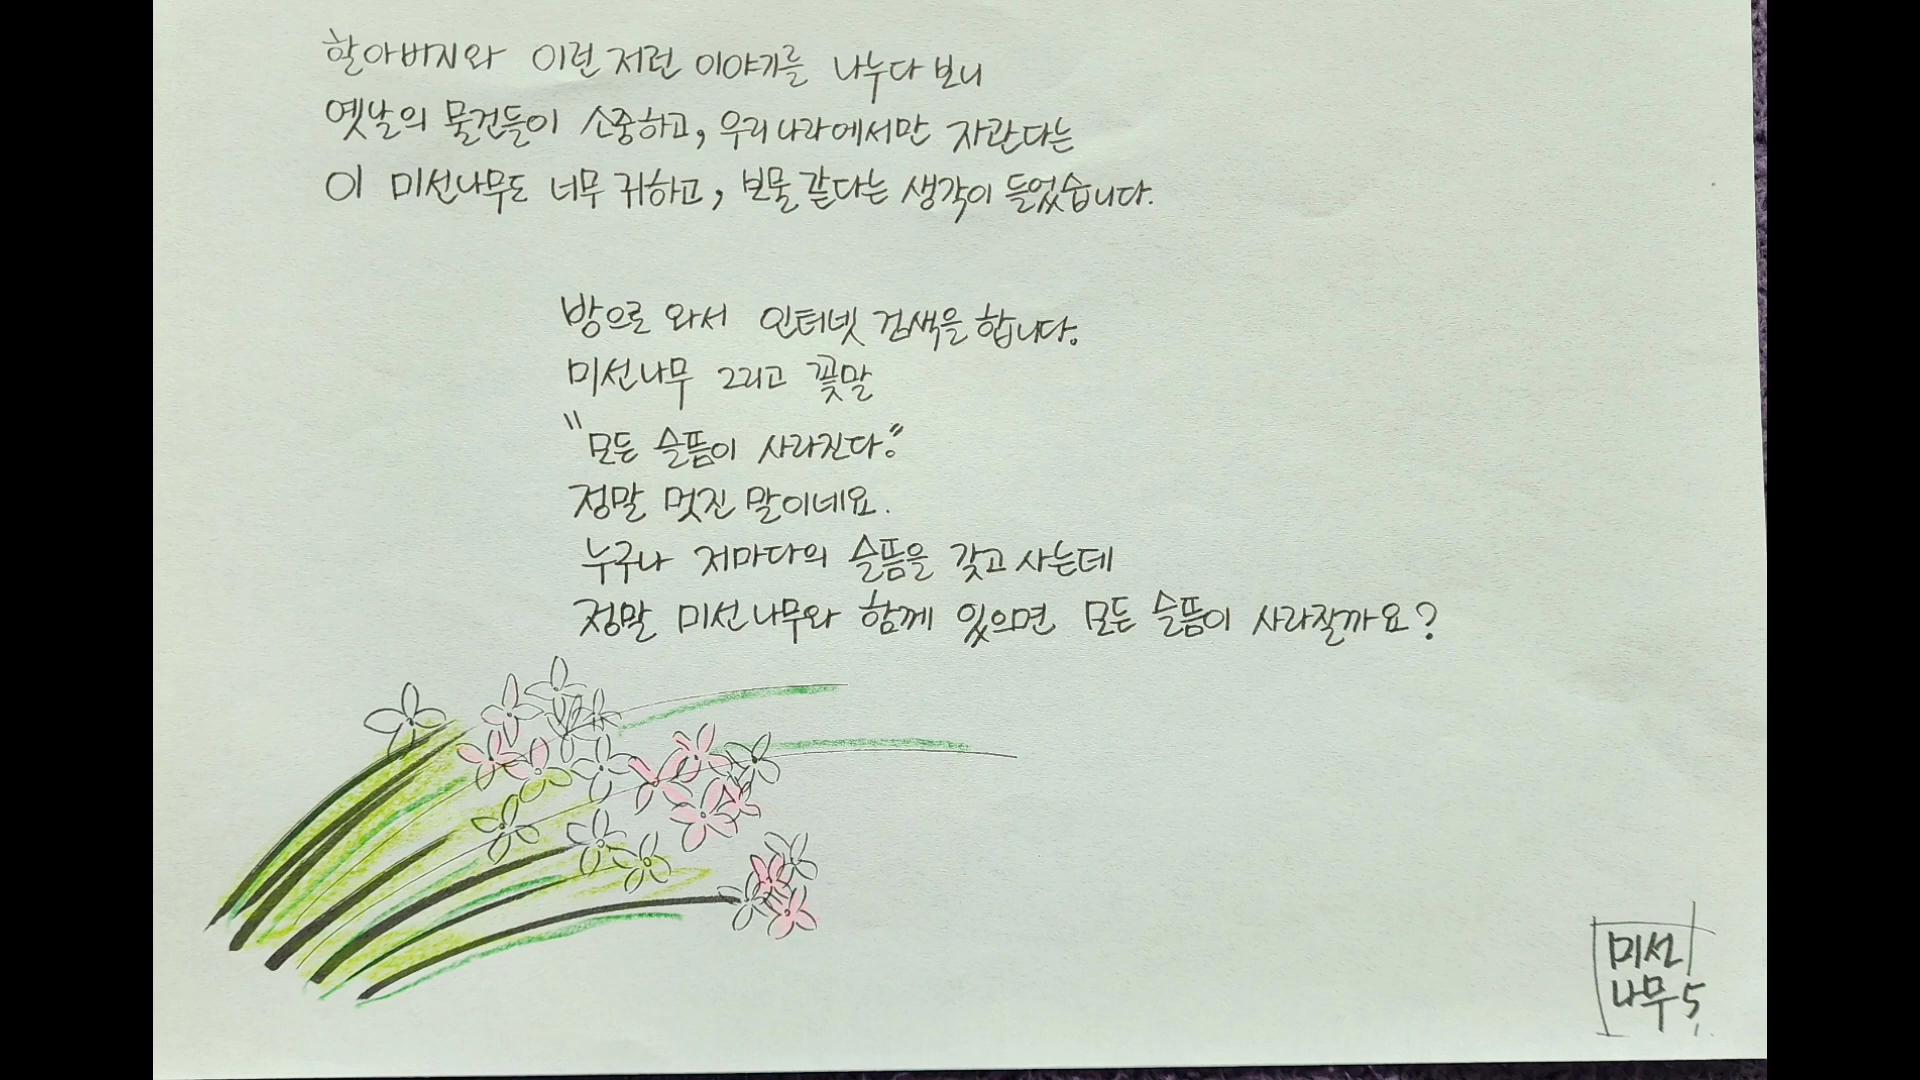 할아버지와 이런 저런 이야기를 나누다 보니
옛날의 물건들이 소중하고, 우리나라에서만 자관다는
이 미선나무도 너무 귀하고, 보물 같다는 생각이 들었습니다.
방으로 와서 인터넷 검색을 합니다.
미선나무 그리고 꽃말
"모든 슬픔이 사라진다."
정말 멋진 말이네요.
누구나 저마다의 슬픔을 갖고 사는데
정말 미선나무와 함께 있으면 모든 슬픔이 사라질까요?
미선
나무 5